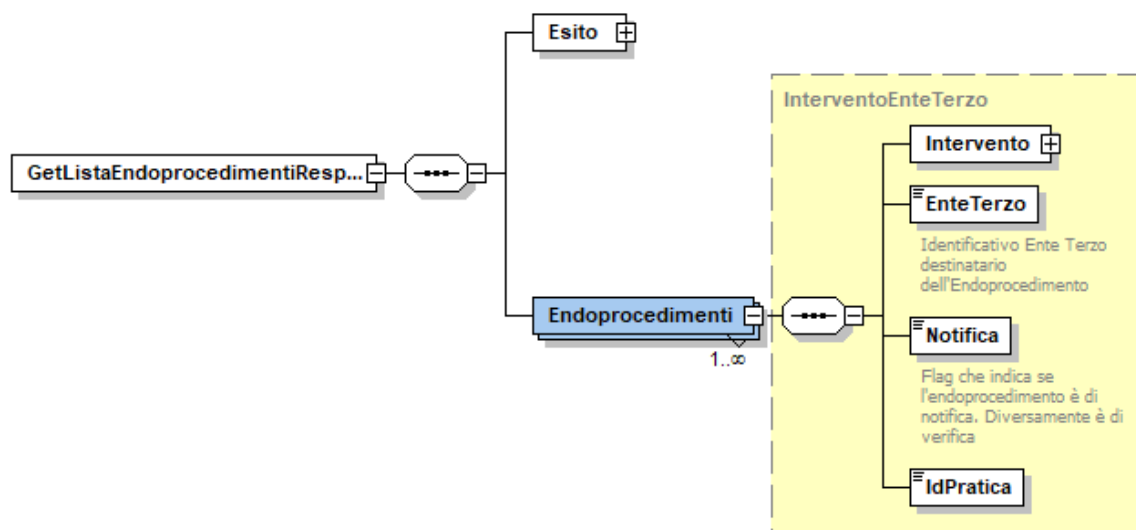 Esito
InterventoEnteTerzo
Intervento
GetListaEndoprocedimentiResp...
EnteTerzo
Identificativo Ente Terzo
destinatario
dell'Endoprocedimento
Endoprocedimenti
1..∞
Notifica
Flag che indica se
l'endoprocedimento è di
notifica. Diversamente è di
verifica
IdPratica